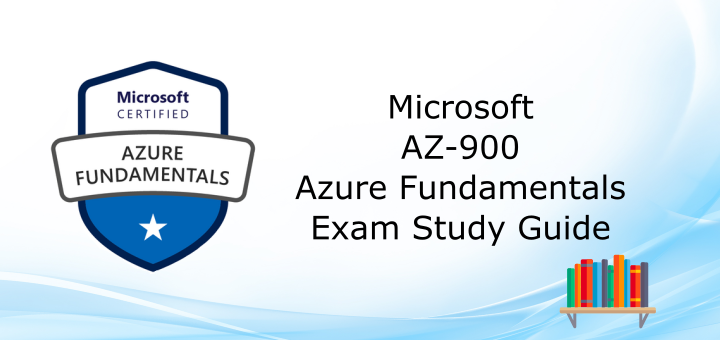 Microsoft
CERTIFIED
AZURE
FUNDAMENTALS
Microsoft
AZ-900
Azure Fundamentals
Exam Study Guide